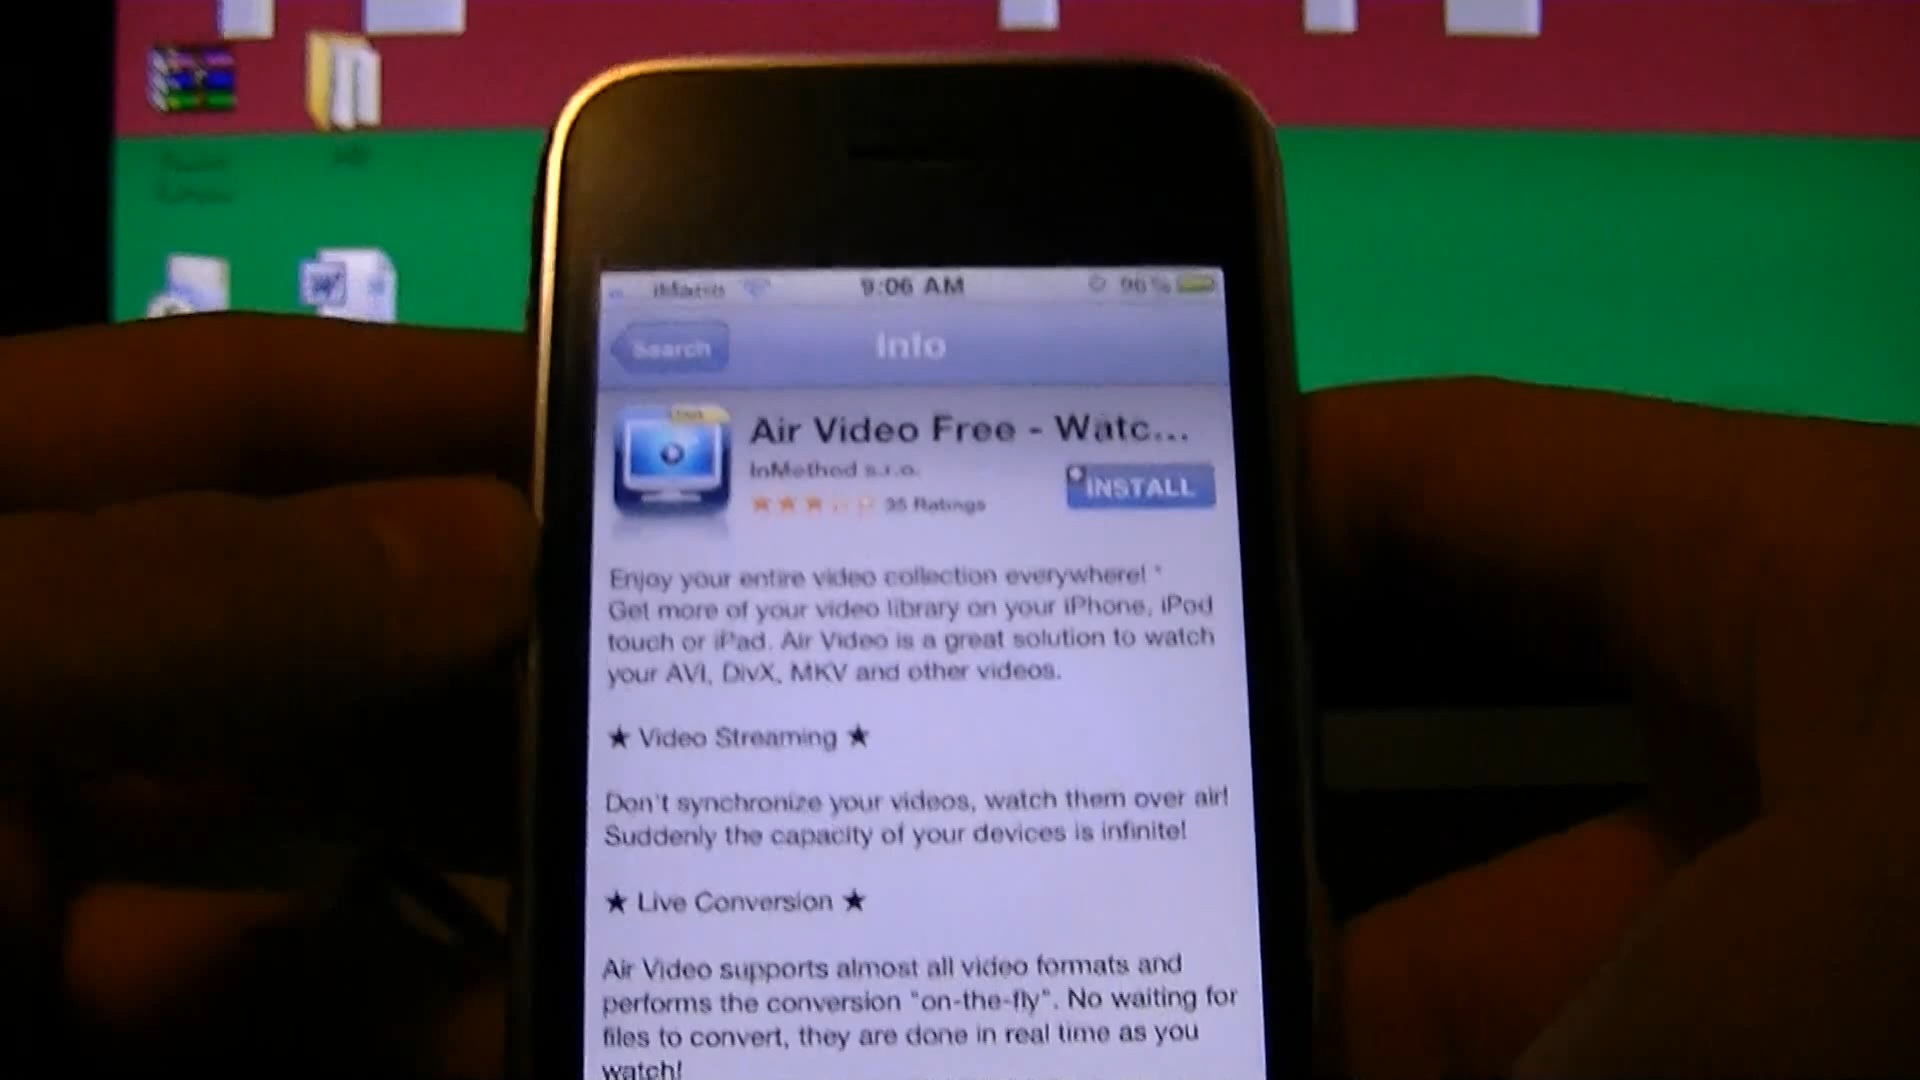 9:06 AM
96%
Search
Info
Air Video Free - Watc...
InMethod s.r.o.
INSTALL
35 Ratings
Enjoy your entire video collection everywhere! *
Get more of your video library on your iPhone, iPod
touch or iPad. Air Video is a great solution to watch
your AVI, DivX, MKV and other videos.
★ Video Streaming ★
Don't synchronize your videos, watch them over air!
Suddenly the capacity of your devices is infinite!
★ Live Conversion ★
Air Video supports almost all video formats and
performs the conversion "on-the-fly". No waiting for
files to convert, they are done in real time as you
watch!